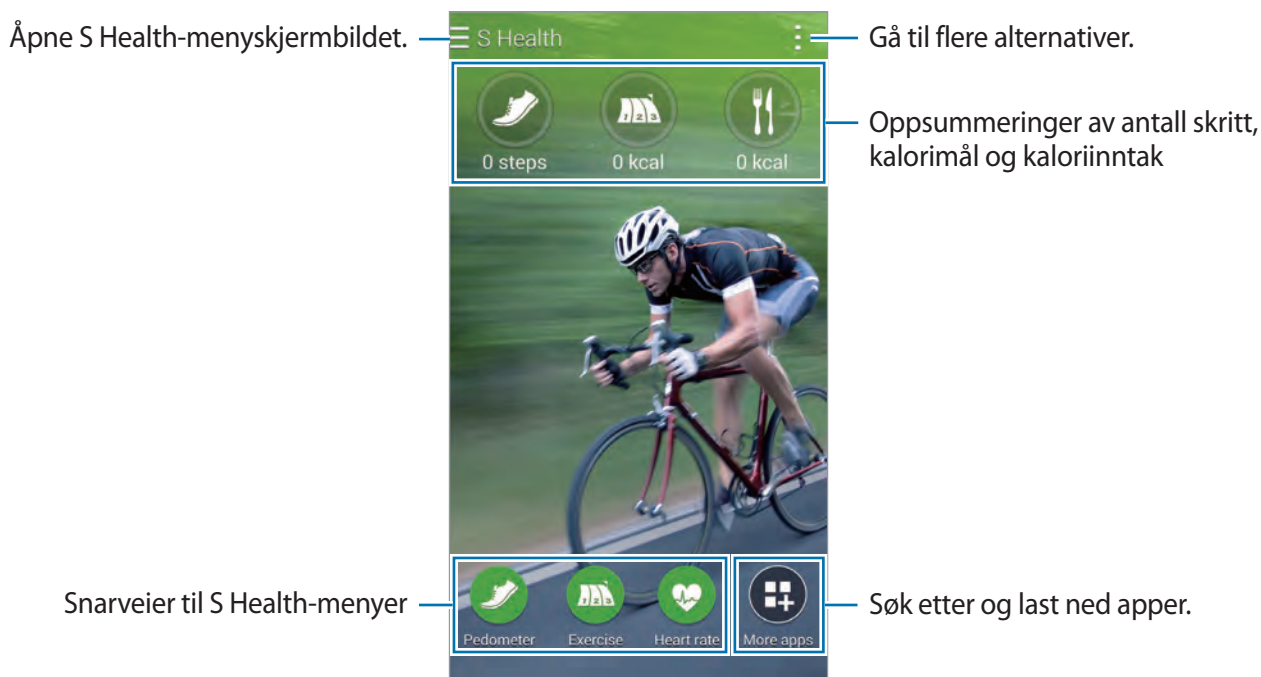 Åpne S Health-menyskjermbildet.
S Health
Gå til flere alternativer.
0 steps
0 kcal
0 kcal
Oppsummeringer av antall skritt,
kalorimål og kaloriinntak
Snarveier til S Health-menyer
Pedometer
Exercise
Heart rate
More apps
Søk etter og last ned apper.